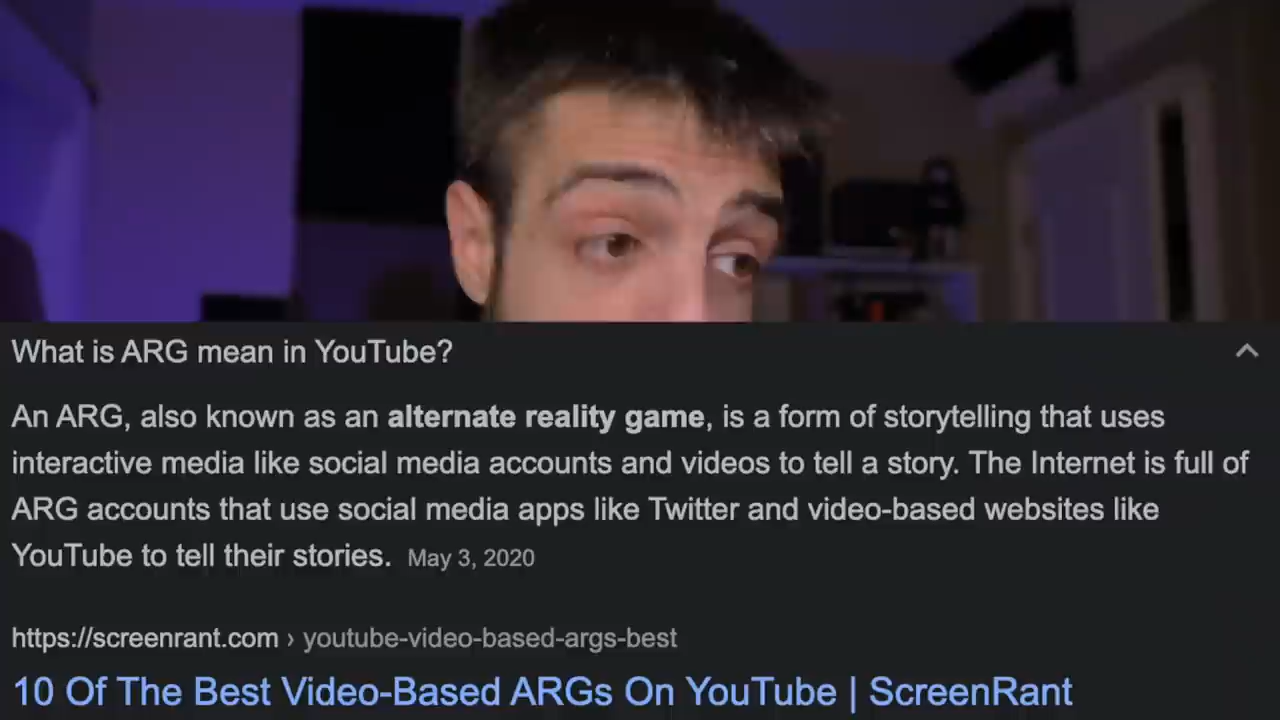 What is ARG mean in YouTube?
An ARG, also known as an alternate reality game, is a form of storytelling that uses
interactive media like social media accounts and videos to tell a story. The Internet is full of
ARG accounts that use social media apps like Twitter and video-based websites like
YouTube to tell their stories. May 3, 2020
https://screenrant.com › youtube-video-based-args-best
10 Of The Best Video-Based ARGs On YouTube | ScreenRant